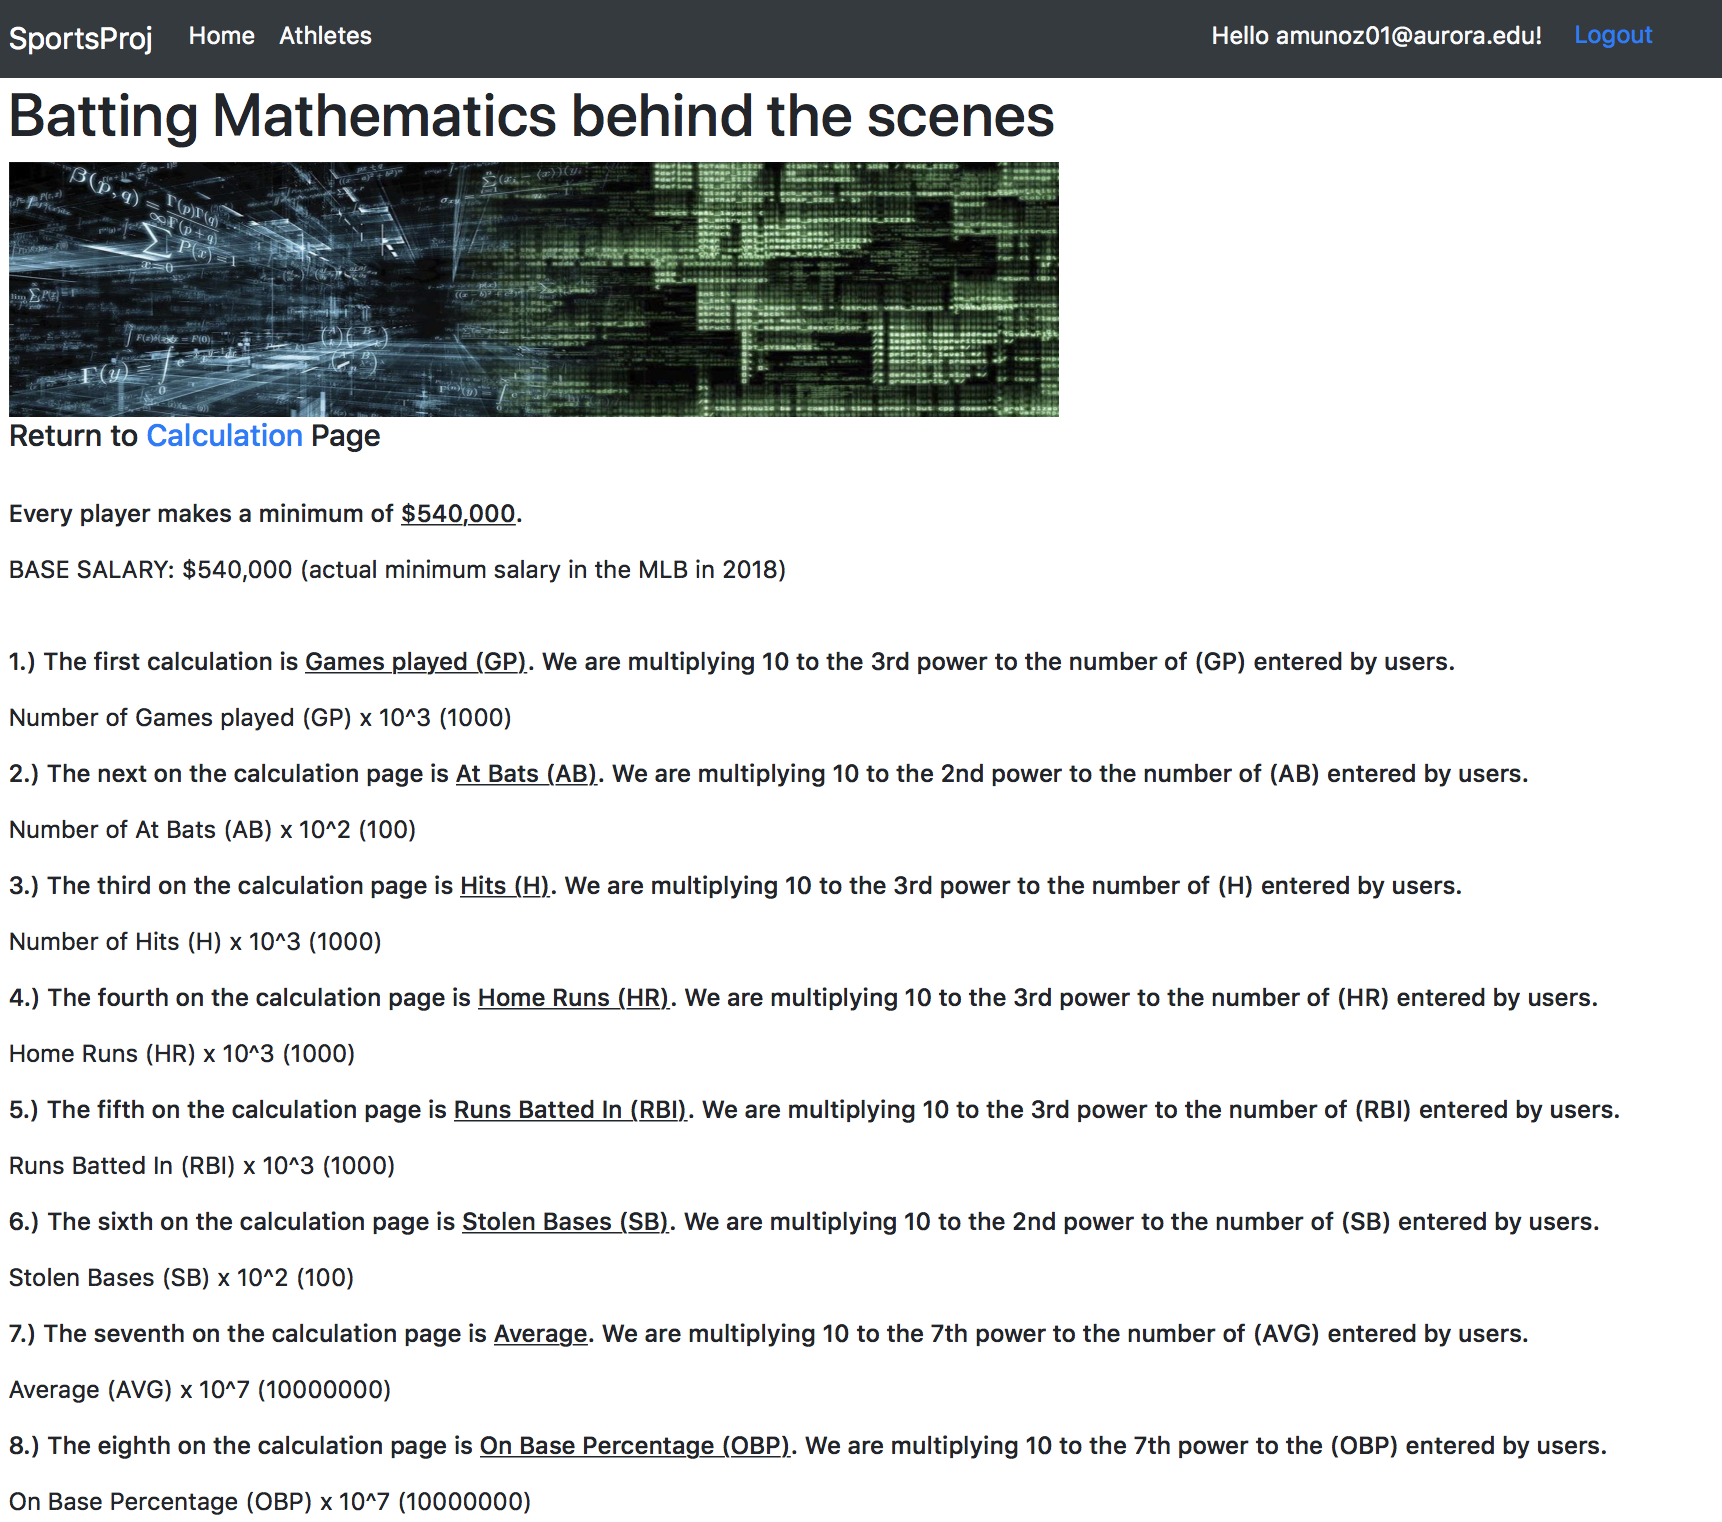 SportsProj Home Athletes Hello amunoz01@aurora.edu! Logout
Batting Mathematics behind the scenes
Return to Calculation Page
Every player makes a minimum of $540,000.
BASE SALARY: $540,000 (actual minimum salary in the MLB in 2018)
1.) The first calculation is Games played (GP). We are multiplying 10 to the 3rd power to the number of (GP) entered by users.
Number of Games played (GP) x 10^3 (1000)
2.) The next on the calculation page is At Bats (AB). We are multiplying 10 to the 2nd power to the number of (AB) entered by users.
Number of At Bats (AB) x 10^2 (100)
3.) The third on the calculation page is Hits (H). We are multiplying 10 to the 3rd power to the number of (H) entered by users.
Number of Hits (H) x 10^3 (1000)
4.) The fourth on the calculation page is Home Runs (HR). We are multiplying 10 to the 3rd power to the number of (HR) entered by users.
Home Runs (HR) x 10^3 (1000)
5.) The fifth on the calculation page is Runs Batted In (RBI). We are multiplying 10 to the 3rd power to the number of (RBI) entered by users.
Runs Batted In (RBI) x 10^3 (1000)
6.) The sixth on the calculation page is Stolen Bases (SB). We are multiplying 10 to the 2nd power to the number of (SB) entered by users.
Stolen Bases (SB) x 10^2 (100)
7.) The seventh on the calculation page is Average. We are multiplying 10 to the 7th power to the number of (AVG) entered by users.
Average (AVG) x 10^7 (10000000)
8.) The eighth on the calculation page is On Base Percentage (OBP). We are multiplying 10 to the 7th power to the (OBP) entered by users.
On Base Percentage (OBP) x 10^7 (10000000)